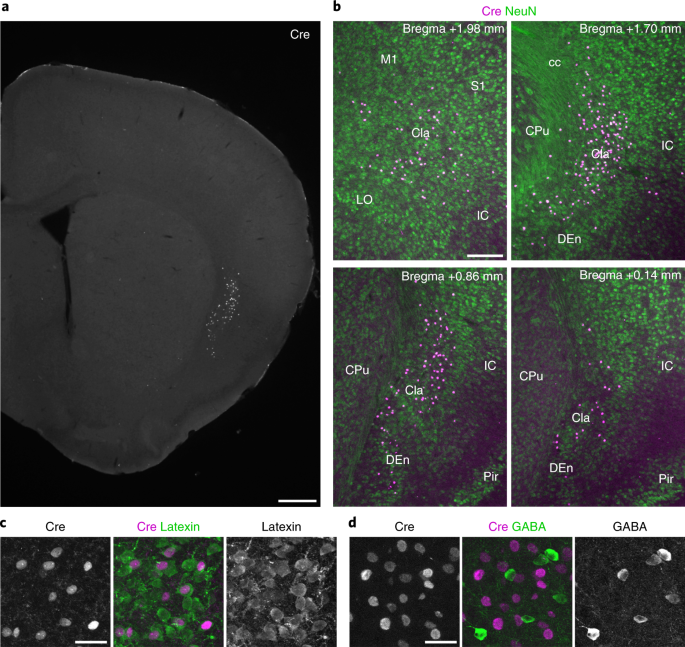 a
Cre
b
Cre NeuN
Bregma +1.98 mm
M1
S1
Cla
LO
IC
Bregma +1.70 mm
cc
CPu
Cla
IC
DEn
Bregma +0.86 mm
CPu
IC
Cla
DEn
Pir
Bregma +0.14 mm
CPu
IC
Cla
DEn
Pir
c
Cre
Cre Latexin
Latexin
d
Cre
Cre GABA
GABA